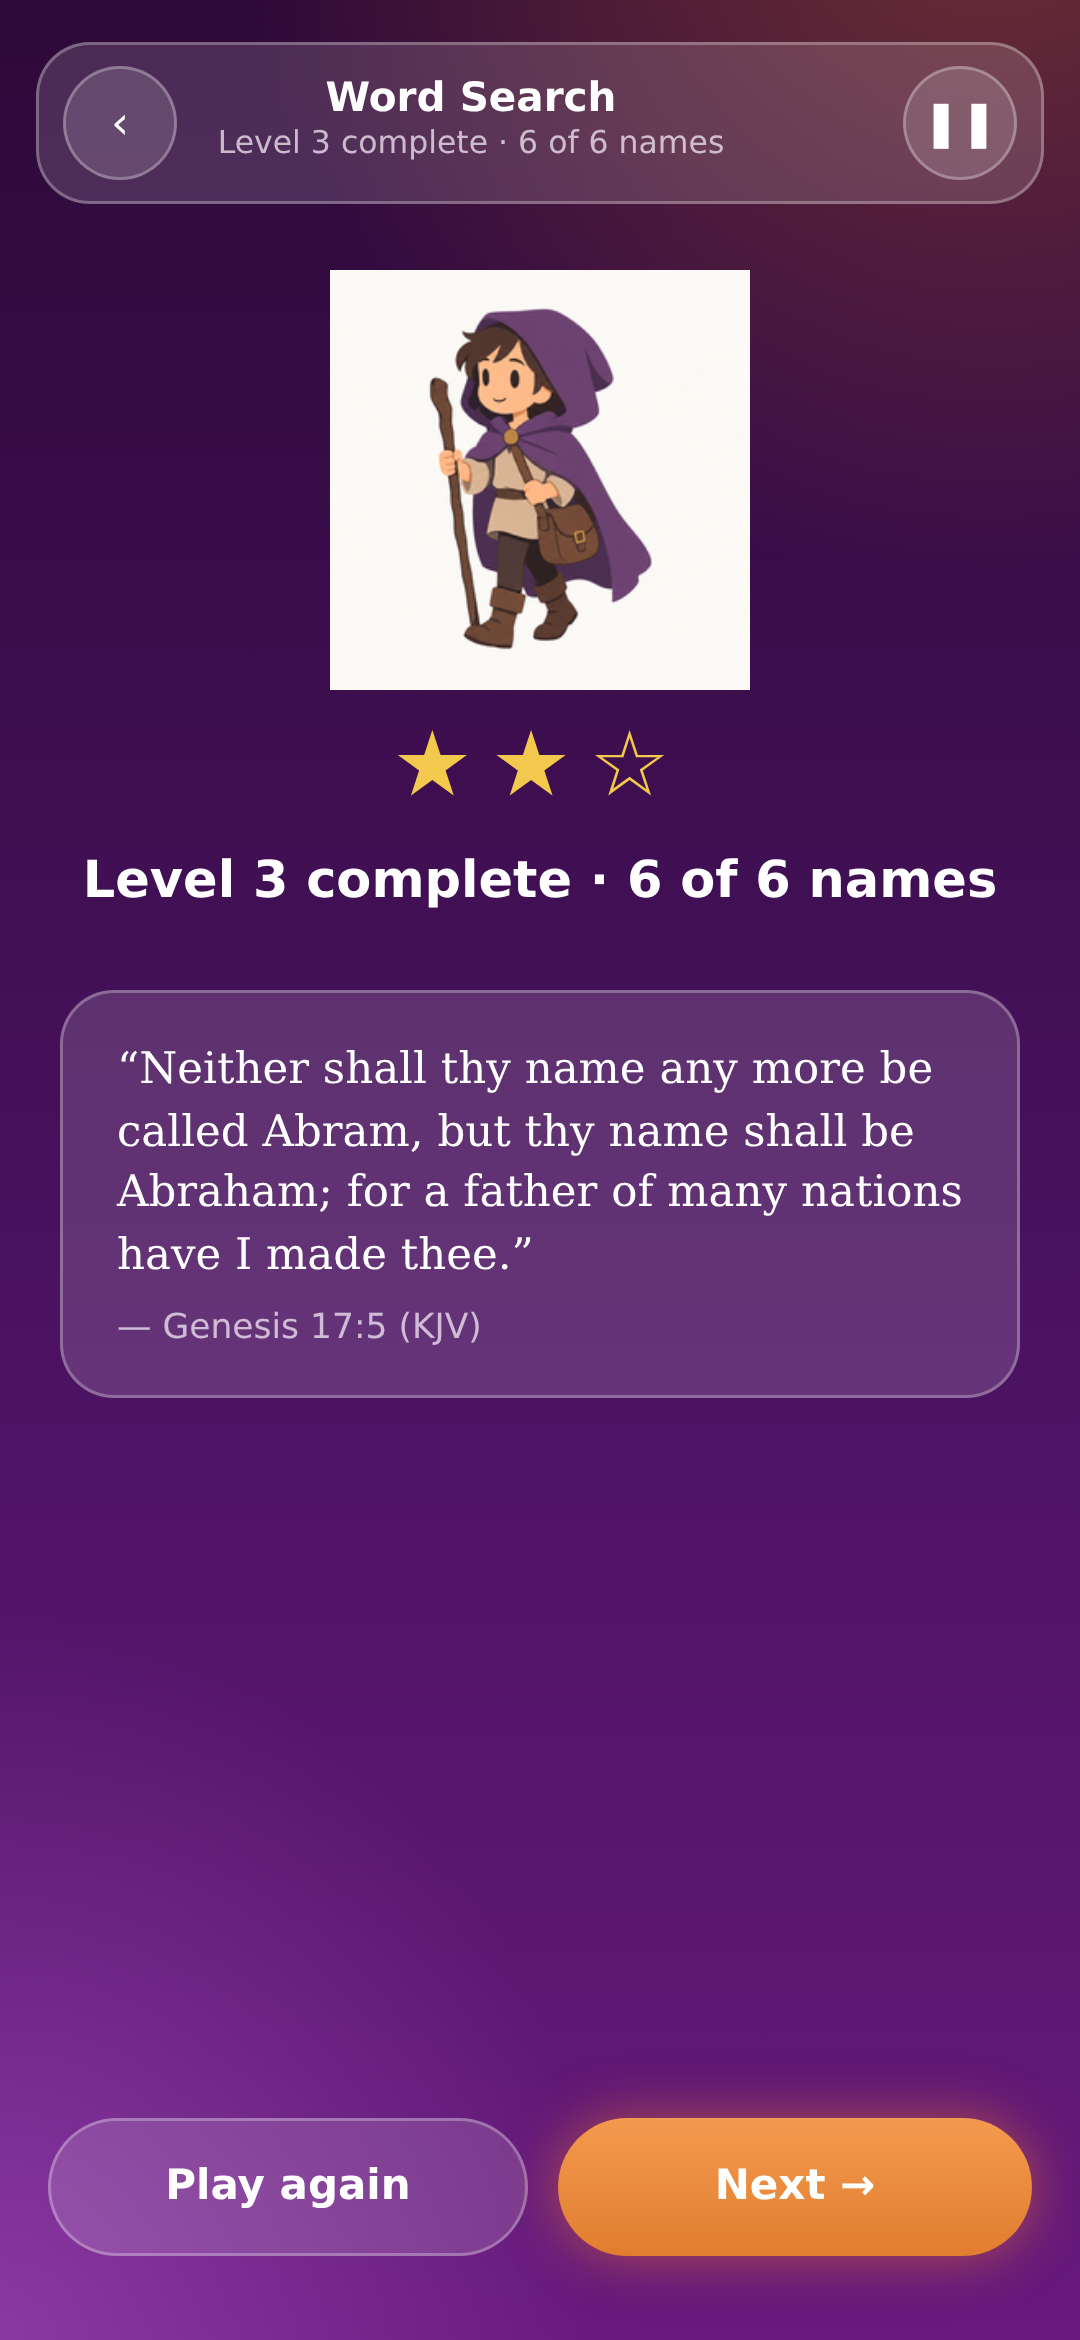 Word Search
Level 3 complete · 6 of 6 names
Level 3 complete · 6 of 6 names
“Neither shall thy name any more be
called Abram, but thy name shall be
Abraham; for a father of many nations
have I made thee.”
— Genesis 17:5 (KJV)
Play again
Next →